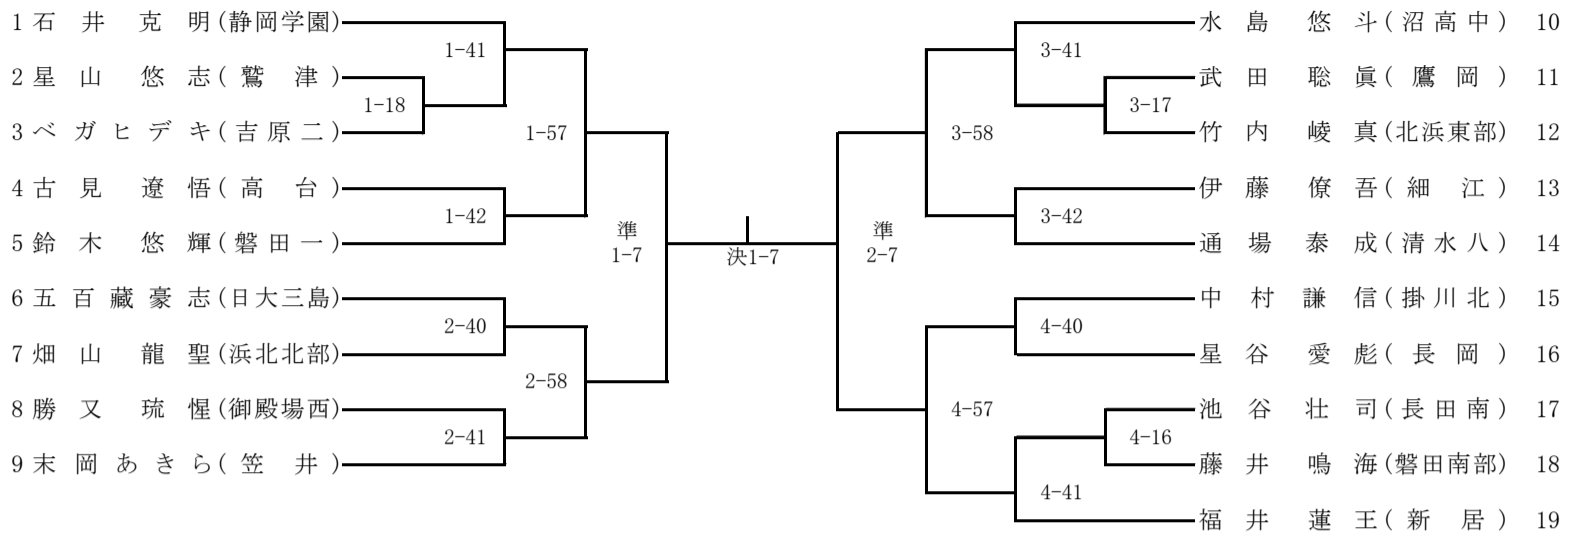 1 石井克明(静岡学園)
1-41
2 星山悠志(鷲津)
1-18
3 ベガヒデキ(吉原二)
1-57
4 古見遼悟(高台)
1-42
5 鈴木悠輝(磐田一)
準
1-7
6 五百藏豪志(日大三島)
2-40
7 畑山龍聖(浜北北部)
2-58
8 勝又琉惺(御殿場西)
2-41
9 末岡あきら(笠井)
決1-7
水島悠斗(沼高中) 10
3-41
武田聡眞(鷹岡) 11
3-17
竹内崚真(北浜東部) 12
3-58
伊藤僚吾(細江) 13
3-42
通場泰成(清水八) 14
準
2-7
中村謙信(掛川北) 15
4-40
星谷愛彪(長岡) 16
4-57
池谷壮司(長田南) 17
4-16
藤井鳴海(磐田南部) 18
4-41
福井蓮王(新居) 19